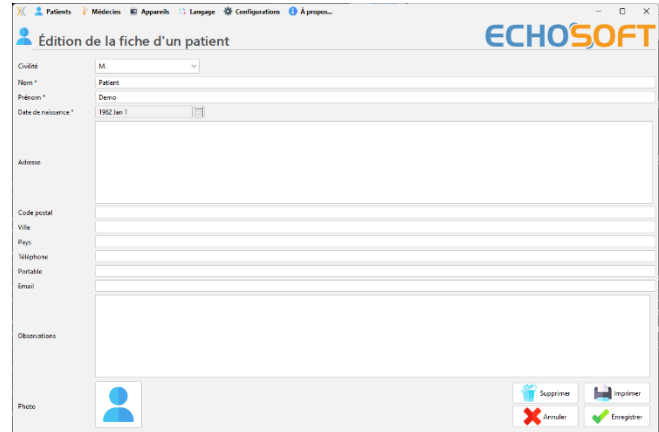 Patients Médecins Appareils Langage Configurations À propos...
Édition de la fiche d'un patient
ECHOSOFT
Civilité M.
Nom * Patient
Prénom * Demo
Date de naissance * 1962 Jan 1
Adresse
Code postal
Ville
Pays
Téléphone
Portable
Email
Observations
Photo
Supprimer Imprimer
Annuler Enregistrer